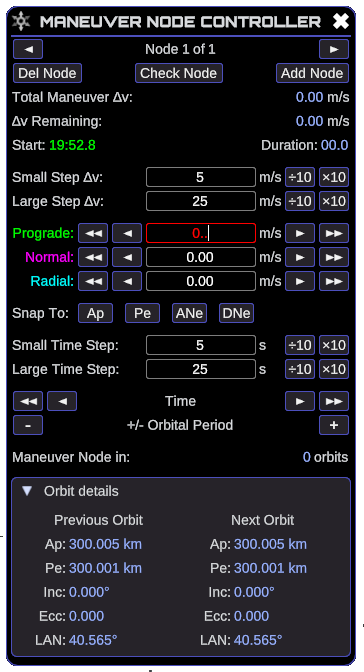 MANEUVER NODE CONTROLLER ✖
◄ Node 1 of 1 ►
Del Node Check Node Add Node
Total Maneuver Δv: 0.00 m/s
Δv Remaining: 0.00 m/s
Start: 19:52.8 Duration: 00.0
Small Step Δv: 5 m/s ÷10 ×10
Large Step Δv: 25 m/s ÷10 ×10
Prograde: ◄◄ ◄ 0.. m/s ► ►►
Normal: ◄◄ ◄ 0.00 m/s ► ►►
Radial: ◄◄ ◄ 0.00 m/s ► ►►
Snap To: Ap Pe ANe DNe
Small Time Step: 5 s ÷10 ×10
Large Time Step: 25 s ÷10 ×10
◄◄ ◄ Time ► ►►
- +/- Orbital Period +
Maneuver Node in: 0 orbits
▼ Orbit details
Previous Orbit Next Orbit
Ap: 300.005 km Ap: 300.005 km
Pe: 300.001 km Pe: 300.001 km
Inc: 0.000° Inc: 0.000°
Ecc: 0.000 Ecc: 0.000
LAN: 40.565° LAN: 40.565°